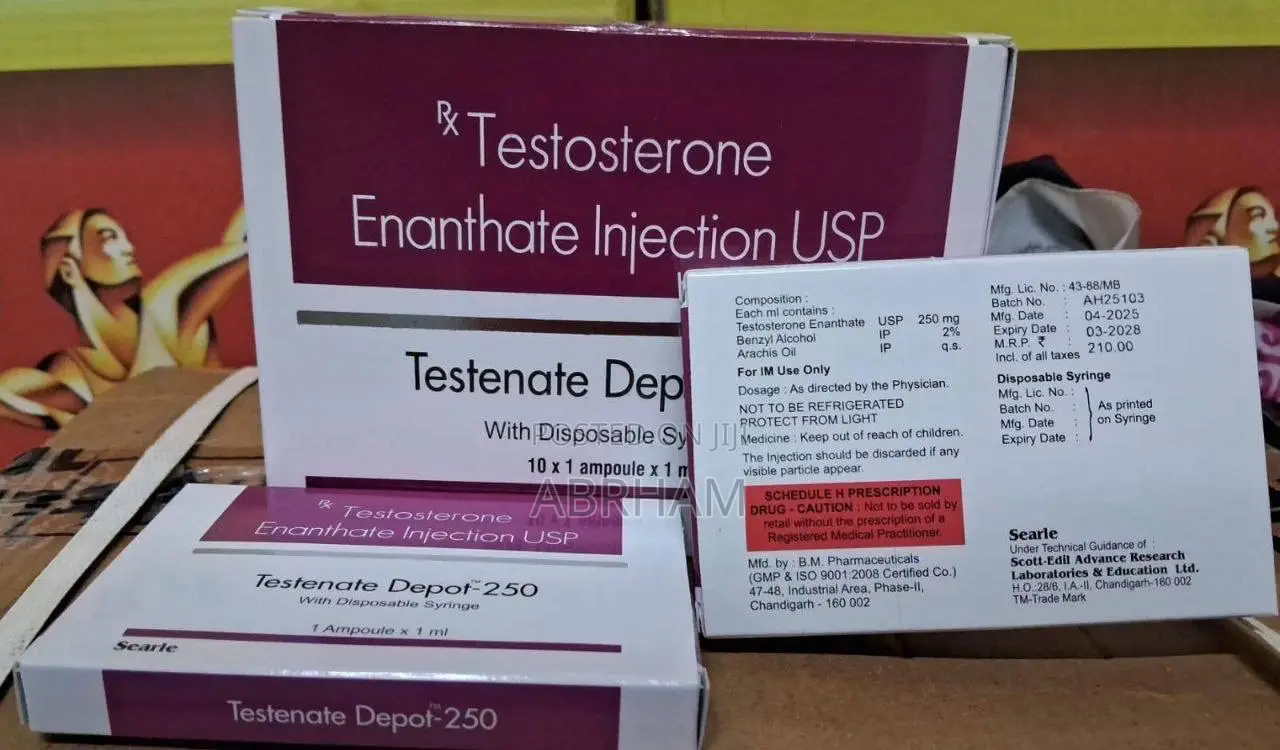 Rx Testosterone
Enanthate Injection USP
Testenate Dep
With Disposable Sy
10 x 1 ampoule x 1 m
POSTED ON JIJI
ABRHAM
Rx Testosterone
Enanthate Injection USP
Testenate Depot™-250
With Disposable Syringe
1 Ampoule x 1 ml
Searle
Testenate Depot™-250
Composition :
Each ml contains :
Testosterone Enanthate USP 250 mg
Benzyl Alcohol IP 2%
Arachis Oil IP q.s.
For IM Use Only
Dosage : As directed by the Physician.
NOT TO BE REFRIGERATED
PROTECT FROM LIGHT
Medicine : Keep out of reach of children.
The Injection should be discarded if any
visible particle appear.
SCHEDULE H PRESCRIPTION
DRUG - CAUTION : Not to be sold by
retail without the prescription of a
Registered Medical Practitioner.
Mfd. by : B.M. Pharmaceuticals
(GMP & ISO 9001:2008 Certified Co.)
47-48, Industrial Area, Phase-II,
Chandigarh - 160 002
Mfg. Lic. No. : 43-88/MB
Batch No. : AH25103
Mfg. Date : 04-2025
Expiry Date : 03-2028
M.R.P. ₹ :
Incl. of all taxes 210.00
Disposable Syringe
Mfg. Lic. No. :
Batch No. : As printed
Mfg. Date : on Syringe
Expiry Date :
Searle
Under Technical Guidance of :
Scott-Edil Advance Research
Laboratories & Education Ltd.
H.O.:28/6, I.A.-II, Chandigarh-160 002
TM-Trade Mark